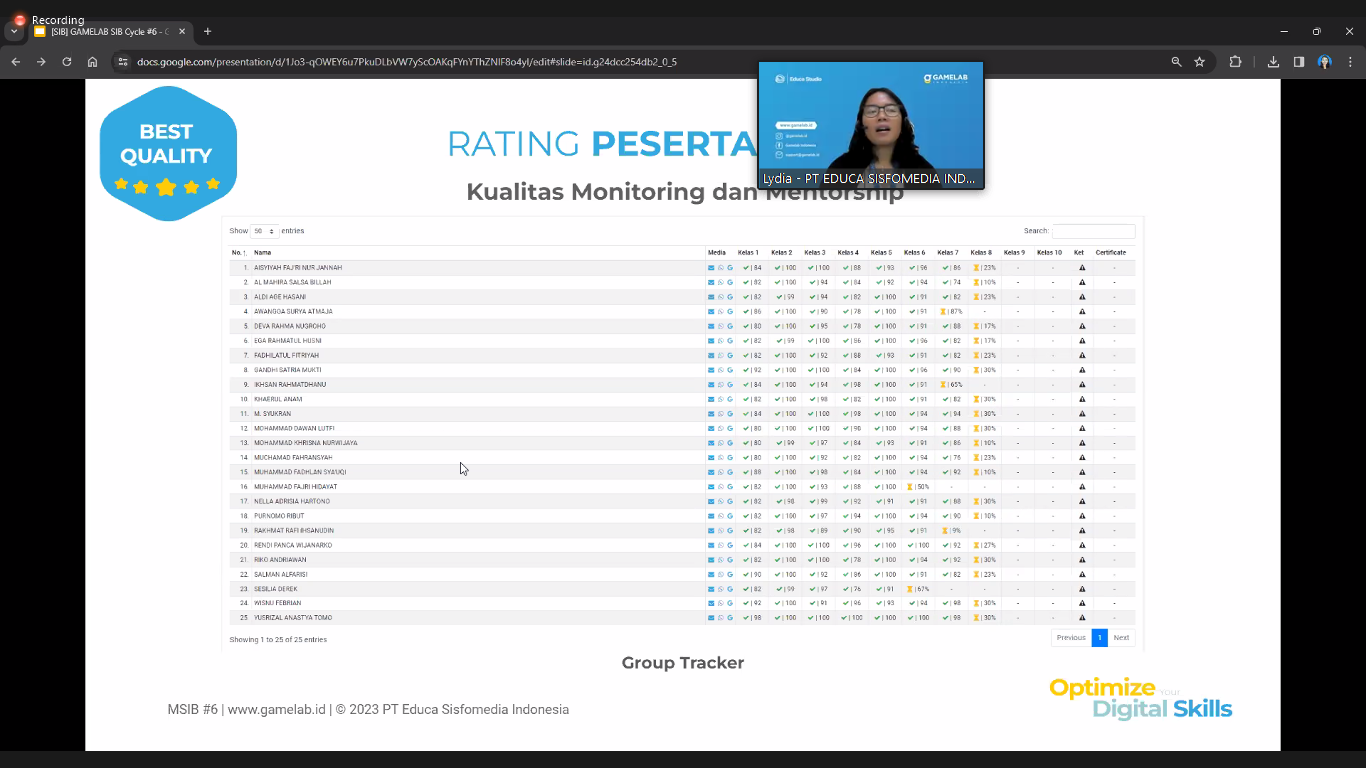 Recording
[SIB] GAMELAB SIB Cycle #6 - 
docs.google.com/presentation/d/1Jo3-qOWEY6u7PkuDLbVW7yScOAKqFYnYThZNIF8o4yI/edit#slide=id.g24dcc254db2_0_5
BEST
QUALITY
RATING PESERTA
Kualitas Monitoring dan Mentorship
Educa Studio
GAMELAB
INDONESIA
www.gamelab.id
Lydia - PT EDUCA SISFOMEDIA IND...
Show 50 entries Search:
No. Nama Media Kelas 1 Kelas 2 Kelas 3 Kelas 4 Kelas 5 Kelas 6 Kelas 7 Kelas 8 Kelas 9 Kelas 10 Ket Certificate
1. AISYIYAH FAJ'RI NUR JANNAH | 84 | 100 | 100 | 88 | 93 | 96 | 86 | 23% - - -
2. AL MAHIRA SALSA BILLAH | 82 | 100 | 94 | 84 | 92 | 94 | 74 | 10% - - -
3. ALDI AGE HASANI | 82 | 99 | 94 | 82 | 100 | 91 | 82 | 23% - - -
4. AWANGGA SURYA ATMAJA | 86 | 100 | 90 | 78 | 100 | 91 | 87% - - - -
5. DEVA RAHMA NUGROHO | 80 | 100 | 95 | 78 | 100 | 91 | 88 | 17% - - -
6. EGA RAHMATUL HUSNI | 82 | 99 | 100 | 86 | 100 | 96 | 82 | 17% - - -
7. FADHILATUL FITRIYAH | 82 | 100 | 92 | 88 | 93 | 91 | 82 | 23% - - -
8. GANDHI SATRIA MUKTI | 92 | 100 | 100 | 84 | 100 | 96 | 90 | 30% - - -
9. IKHSAN RAHMATDHANU | 84 | 100 | 94 | 98 | 100 | 91 | 65% - - - -
10. KHAERUL ANAM | 82 | 100 | 98 | 82 | 100 | 91 | 82 | 30% - - -
11. M. SYUKRAN | 84 | 100 | 100 | 98 | 100 | 94 | 94 | 30% - - -
12. MOHAMMAD DAWAN LUTFI | 80 | 100 | 100 | 90 | 100 | 94 | 88 | 30% - - -
13. MOHAMMAD KHRISNA NURWIJAYA | 80 | 99 | 97 | 84 | 93 | 91 | 86 | 10% - - -
14. MUCHAMAD FAHRANSYAH | 80 | 100 | 92 | 82 | 100 | 94 | 76 | 23% - - -
15. MUHAMMAD FADHLAN SYAUQI | 88 | 100 | 98 | 84 | 100 | 94 | 92 | 10% - - -
16. MUHAMMAD FAJRI HIDAYAT | 82 | 100 | 93 | 88 | 100 | 50% - - - - -
17. NELLA ADRISIA HARTONO | 82 | 98 | 99 | 92 | 91 | 91 | 88 | 30% - - -
18. PURNOMO RIBUT | 82 | 100 | 97 | 94 | 100 | 94 | 90 | 10% - - -
19. RAKHMAT RAFI IHSANUDIN | 82 | 98 | 89 | 90 | 95 | 91 | 9% - - - -
20. RENDI PANCA WIJANARKO | 84 | 100 | 100 | 96 | 100 | 100 | 92 | 27% - - -
21. RIKO ANDRIAWAN | 82 | 100 | 100 | 78 | 100 | 94 | 92 | 30% - - -
22. SALMAN ALFARISI | 90 | 100 | 92 | 86 | 100 | 91 | 82 | 23% - - -
23. SESILIA DEREK | 82 | 99 | 97 | 76 | 91 | 67% - - - - -
24. WISNU FEBRIAN | 92 | 100 | 91 | 96 | 93 | 94 | 98 | 30% - - -
25. YUSRIZAL ANASTYA TOMO | 98 | 100 | 100 | 100 | 100 | 100 | 98 | 30% - - -
Showing 1 to 25 of 25 entries Previous 1 Next
Group Tracker
MSIB #6 | www.gamelab.id | © 2023 PT Educa Sisfomedia Indonesia
Optimize YOUR
Digital Skills